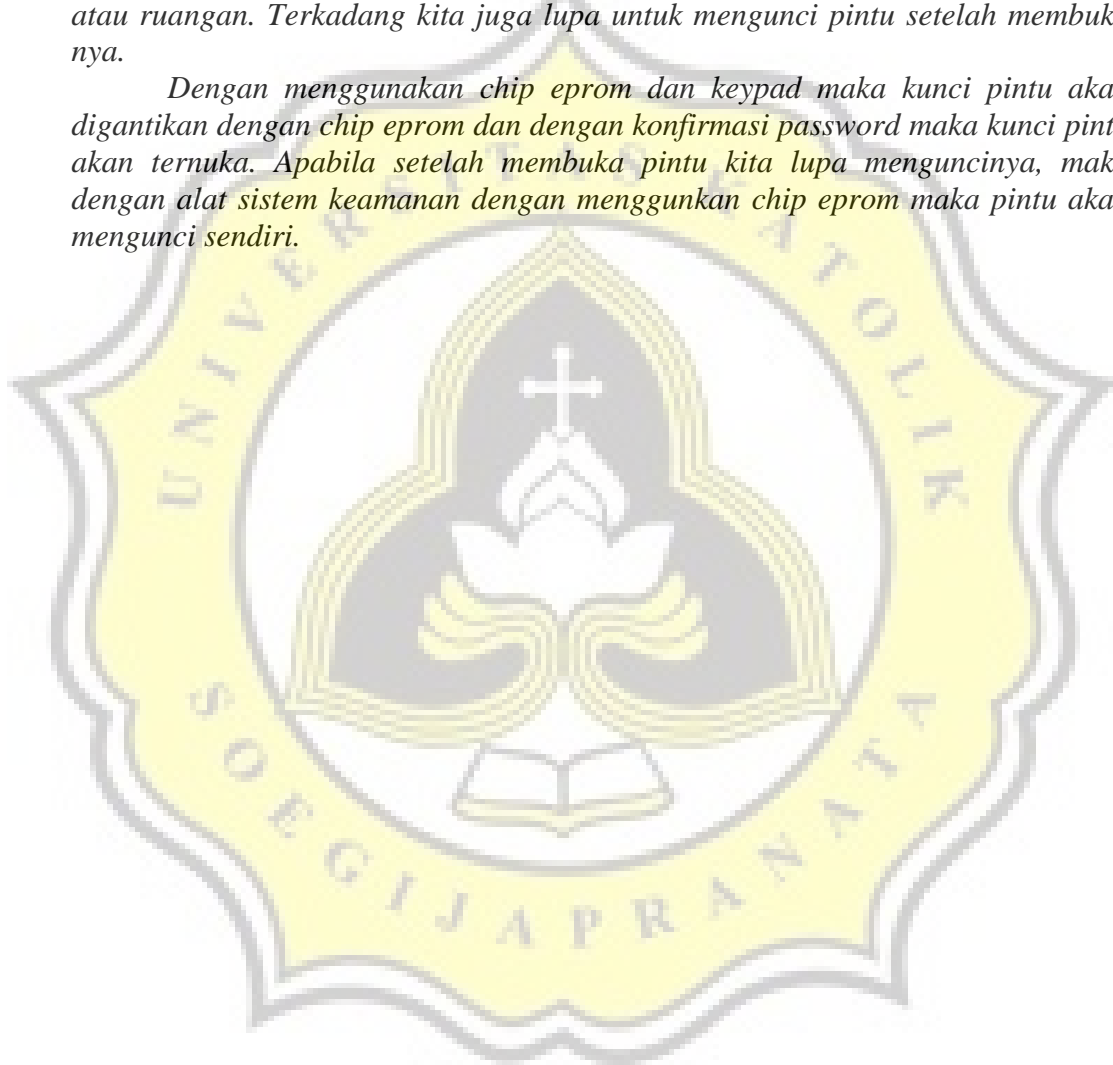 atau ruangan. Terkadang kita juga lupa untuk mengunci pintu setelah membuk
nya.
Dengan menggunakan chip eprom dan keypad maka kunci pintu aka
digantikan dengan chip eprom dan dengan konfirmasi password maka kunci pint
akan ternuka. Apabila setelah membuka pintu kita lupa menguncinya, mak
dengan alat sistem keamanan dengan menggunkan chip eprom maka pintu aka
mengunci sendiri.
UNIVERSITAS KATOLIK
SOEGIJAPRANATA